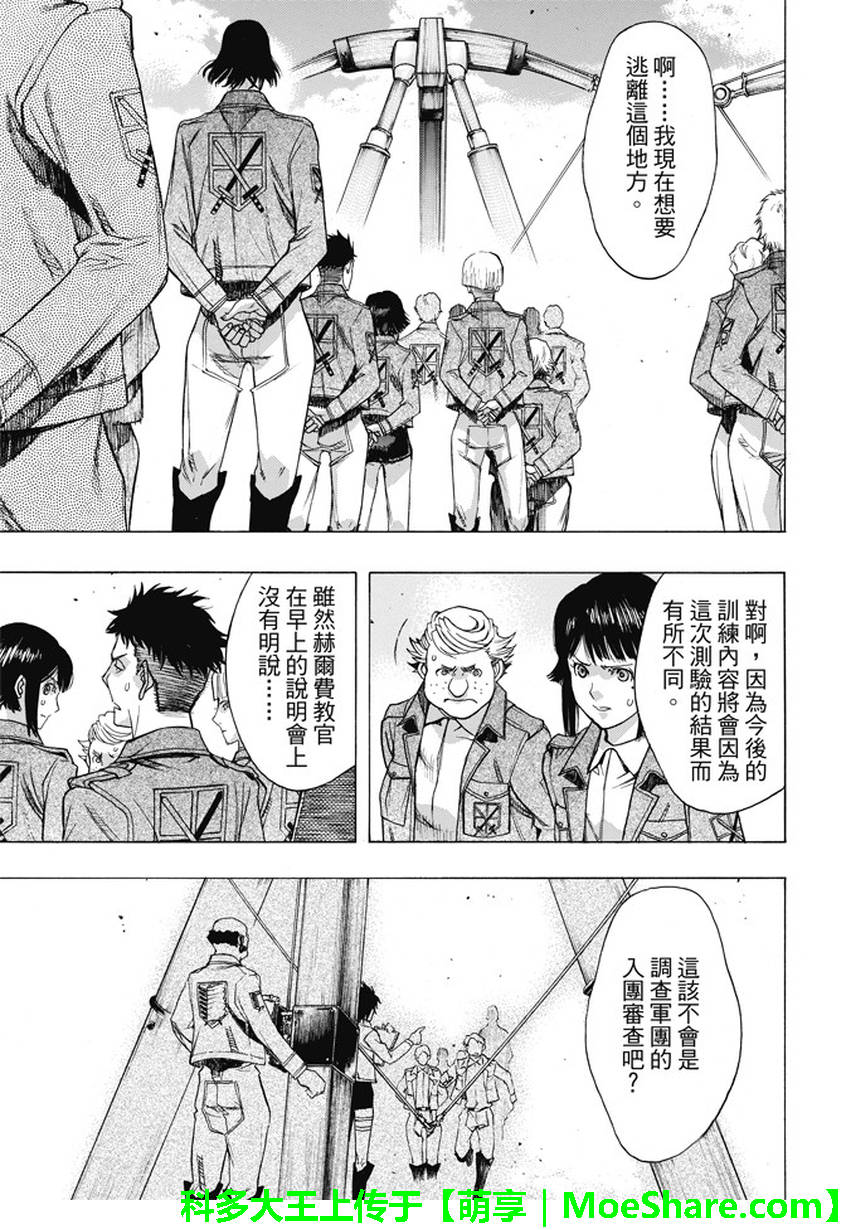 啊⋯⋯我現在想要
逃離這個地方。
對啊，因為今後的
訓練內容將會因為
這次測驗的結果而
有所不同。
雖然赫爾費教官
在早上的說明會上
沒有明說⋯⋯
這該不會是
調查軍團的
入團審查吧？
科多大王上传于【萌享｜MoeShare.com】